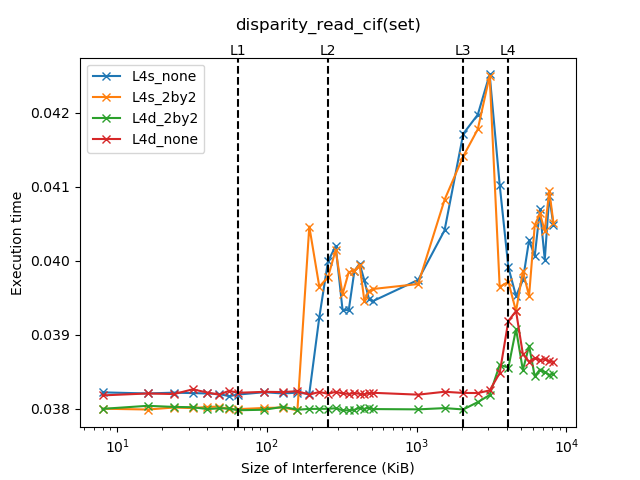 disparity_read_cif(set)
L1 L2 L3 L4
L4s_none
L4s_2by2
L4d_2by2
L4d_none
0.042
0.041
0.040
0.039
0.038
Execution time
10¹ 10² 10³ 10⁴
Size of Interference (KiB)